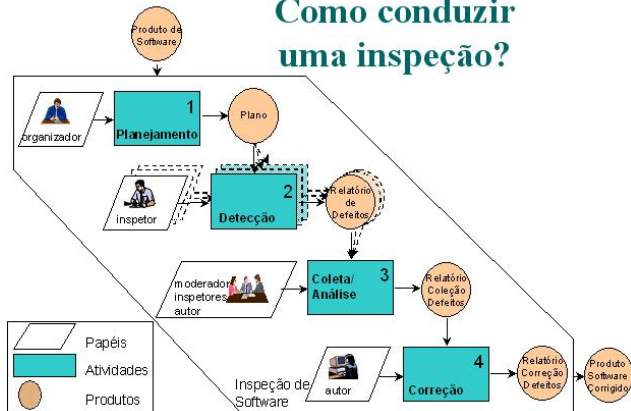 Como conduzir
uma inspeção?
Produto de
Software
organizador
1
Planejamento
Plano
inspetor
2
Detecção
Relatório
de
Defeitos
moderador
inspetores
autor
Coleta/
Análise
3
Relatório
Coleção
Defeitos
Papéis
Atividades
Produtos
Inspeção de
Software
autor
4
Correção
Relatório
Correção
Defeitos
Produto
Software
Corrigido